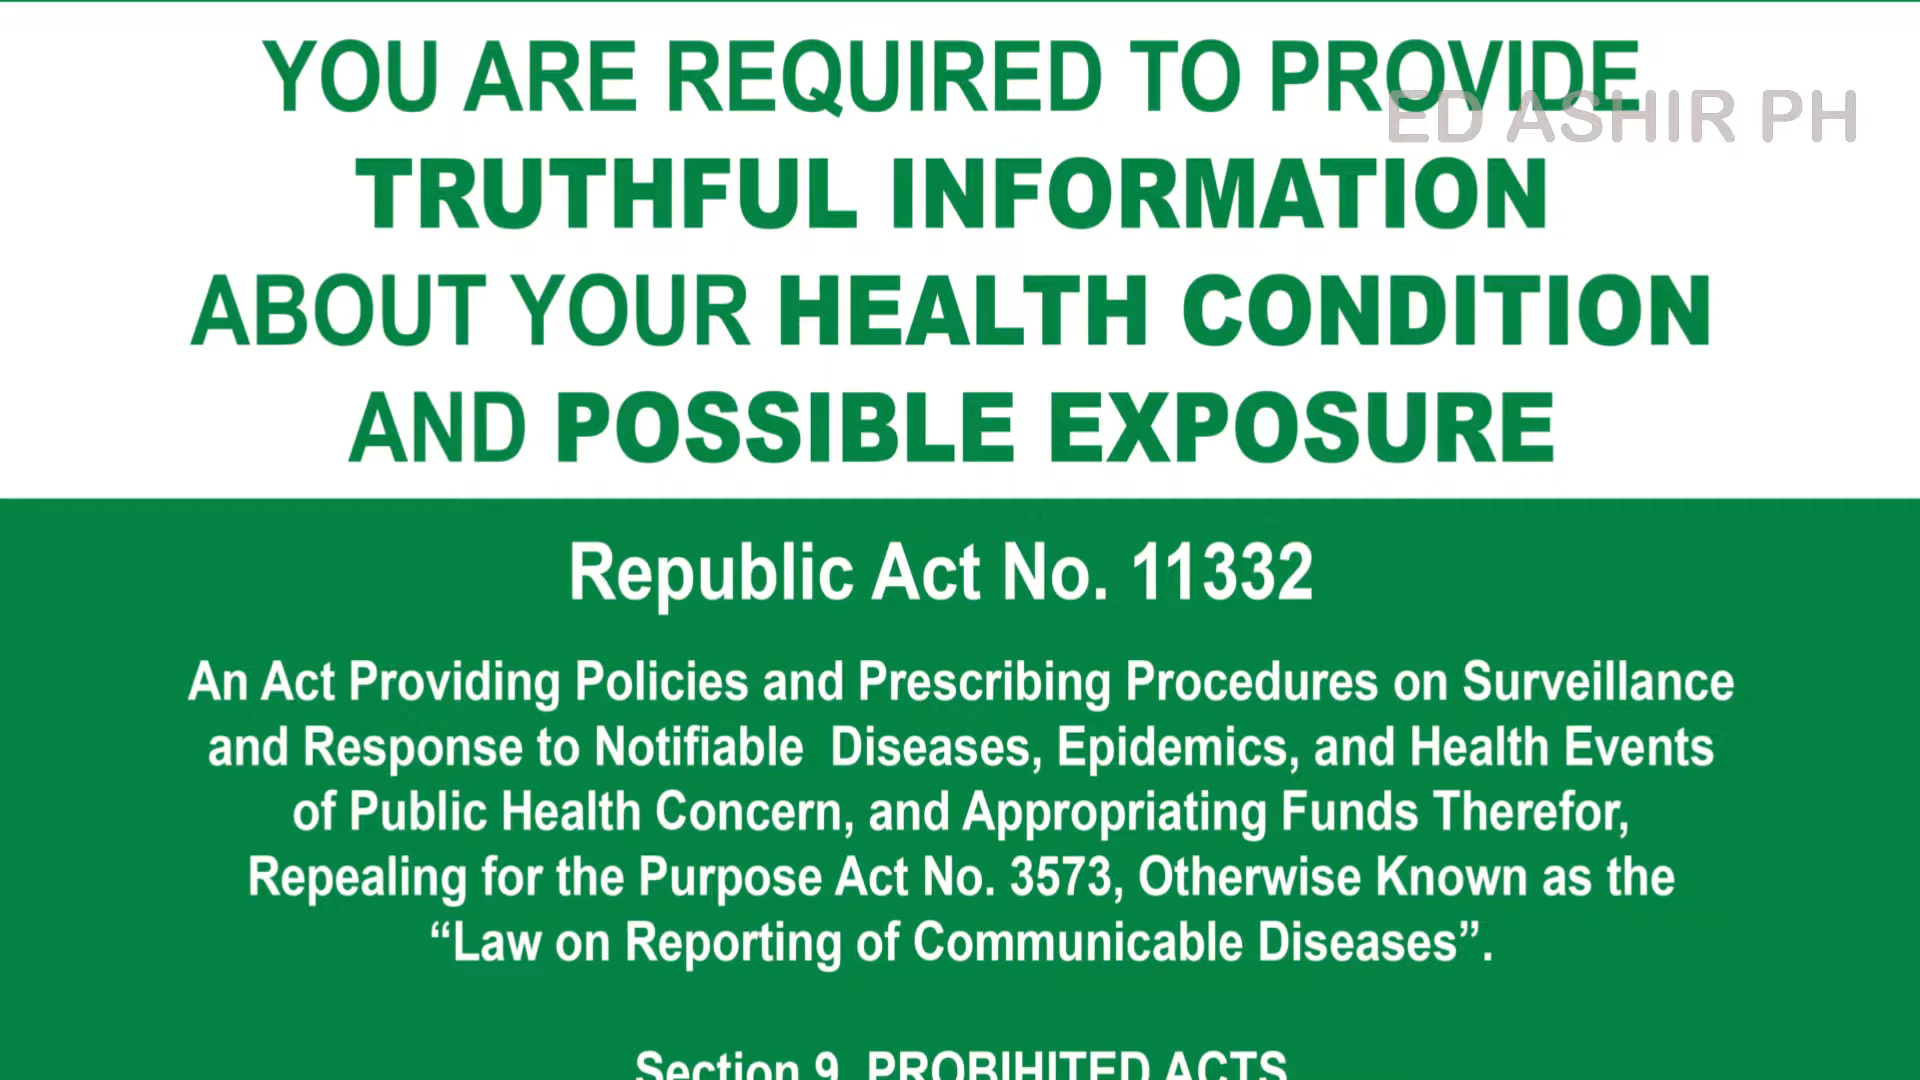 YOU ARE REQUIRED TO PROVIDE
ED ASHIR PH
TRUTHFUL INFORMATION
ABOUT YOUR HEALTH CONDITION
AND POSSIBLE EXPOSURE
Republic Act No. 11332
An Act Providing Policies and Prescribing Procedures on Surveillance
and Response to Notifiable Diseases, Epidemics, and Health Events
of Public Health Concern, and Appropriating Funds Therefor,
Repealing for the Purpose Act No. 3573, Otherwise Known as the
“Law on Reporting of Communicable Diseases”.
Section 9. PROBIHITED ACTS